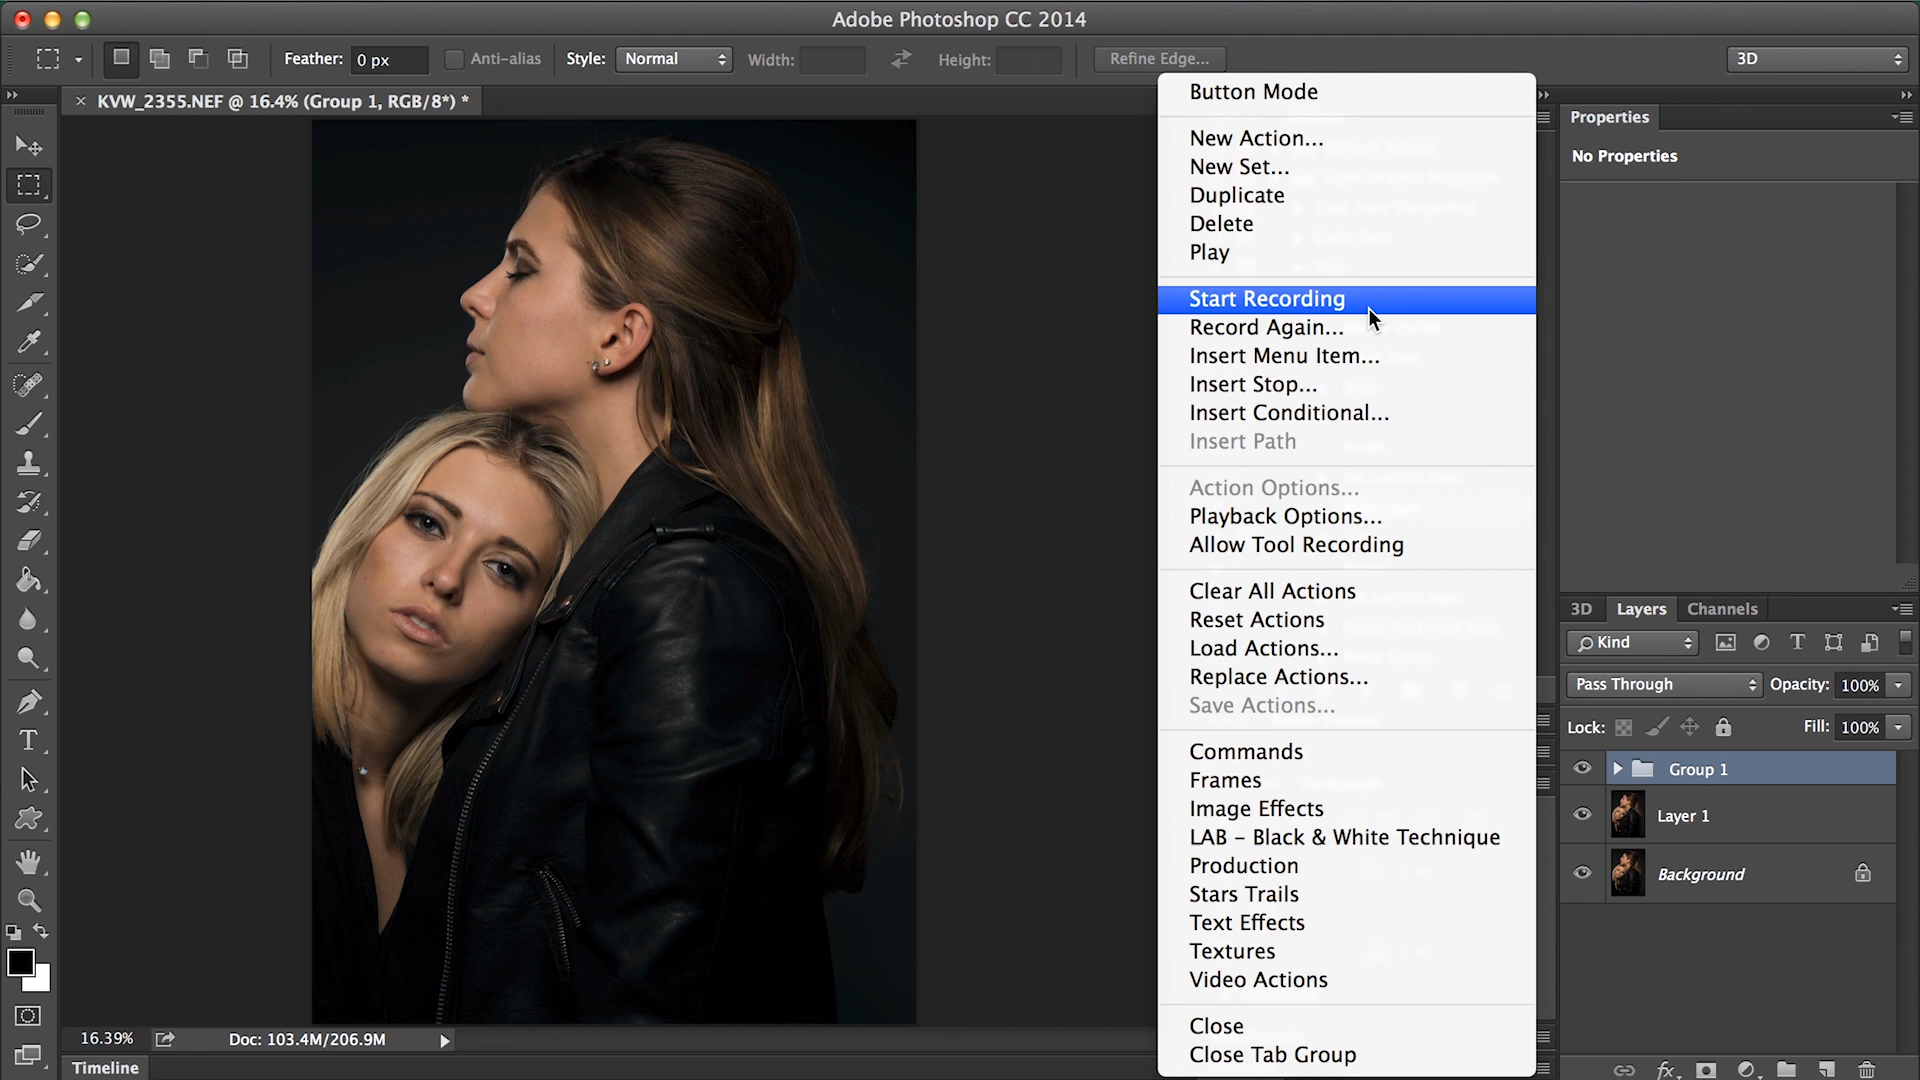 Adobe Photoshop CC 2014
Feather: 0 px Anti-alias Style: Normal Width: Height: Refine Edge... 3D
KVW_2355.NEF @ 16.4% (Group 1, RGB/8*) *
Button Mode
New Action...
New Set...
Duplicate
Delete
Play
Start Recording
Record Again...
Insert Menu Item...
Insert Stop...
Insert Conditional...
Insert Path
Action Options...
Playback Options...
Allow Tool Recording
Clear All Actions
Reset Actions
Load Actions...
Replace Actions...
Save Actions...
Commands
Frames
Image Effects
LAB - Black & White Technique
Production
Stars Trails
Text Effects
Textures
Video Actions
Close
Close Tab Group
Properties
No Properties
3D Layers Channels
Kind
Pass Through Opacity: 100%
Lock: Fill: 100%
Group 1
Layer 1
Background
16.39% Doc: 103.4M/206.9M
Timeline